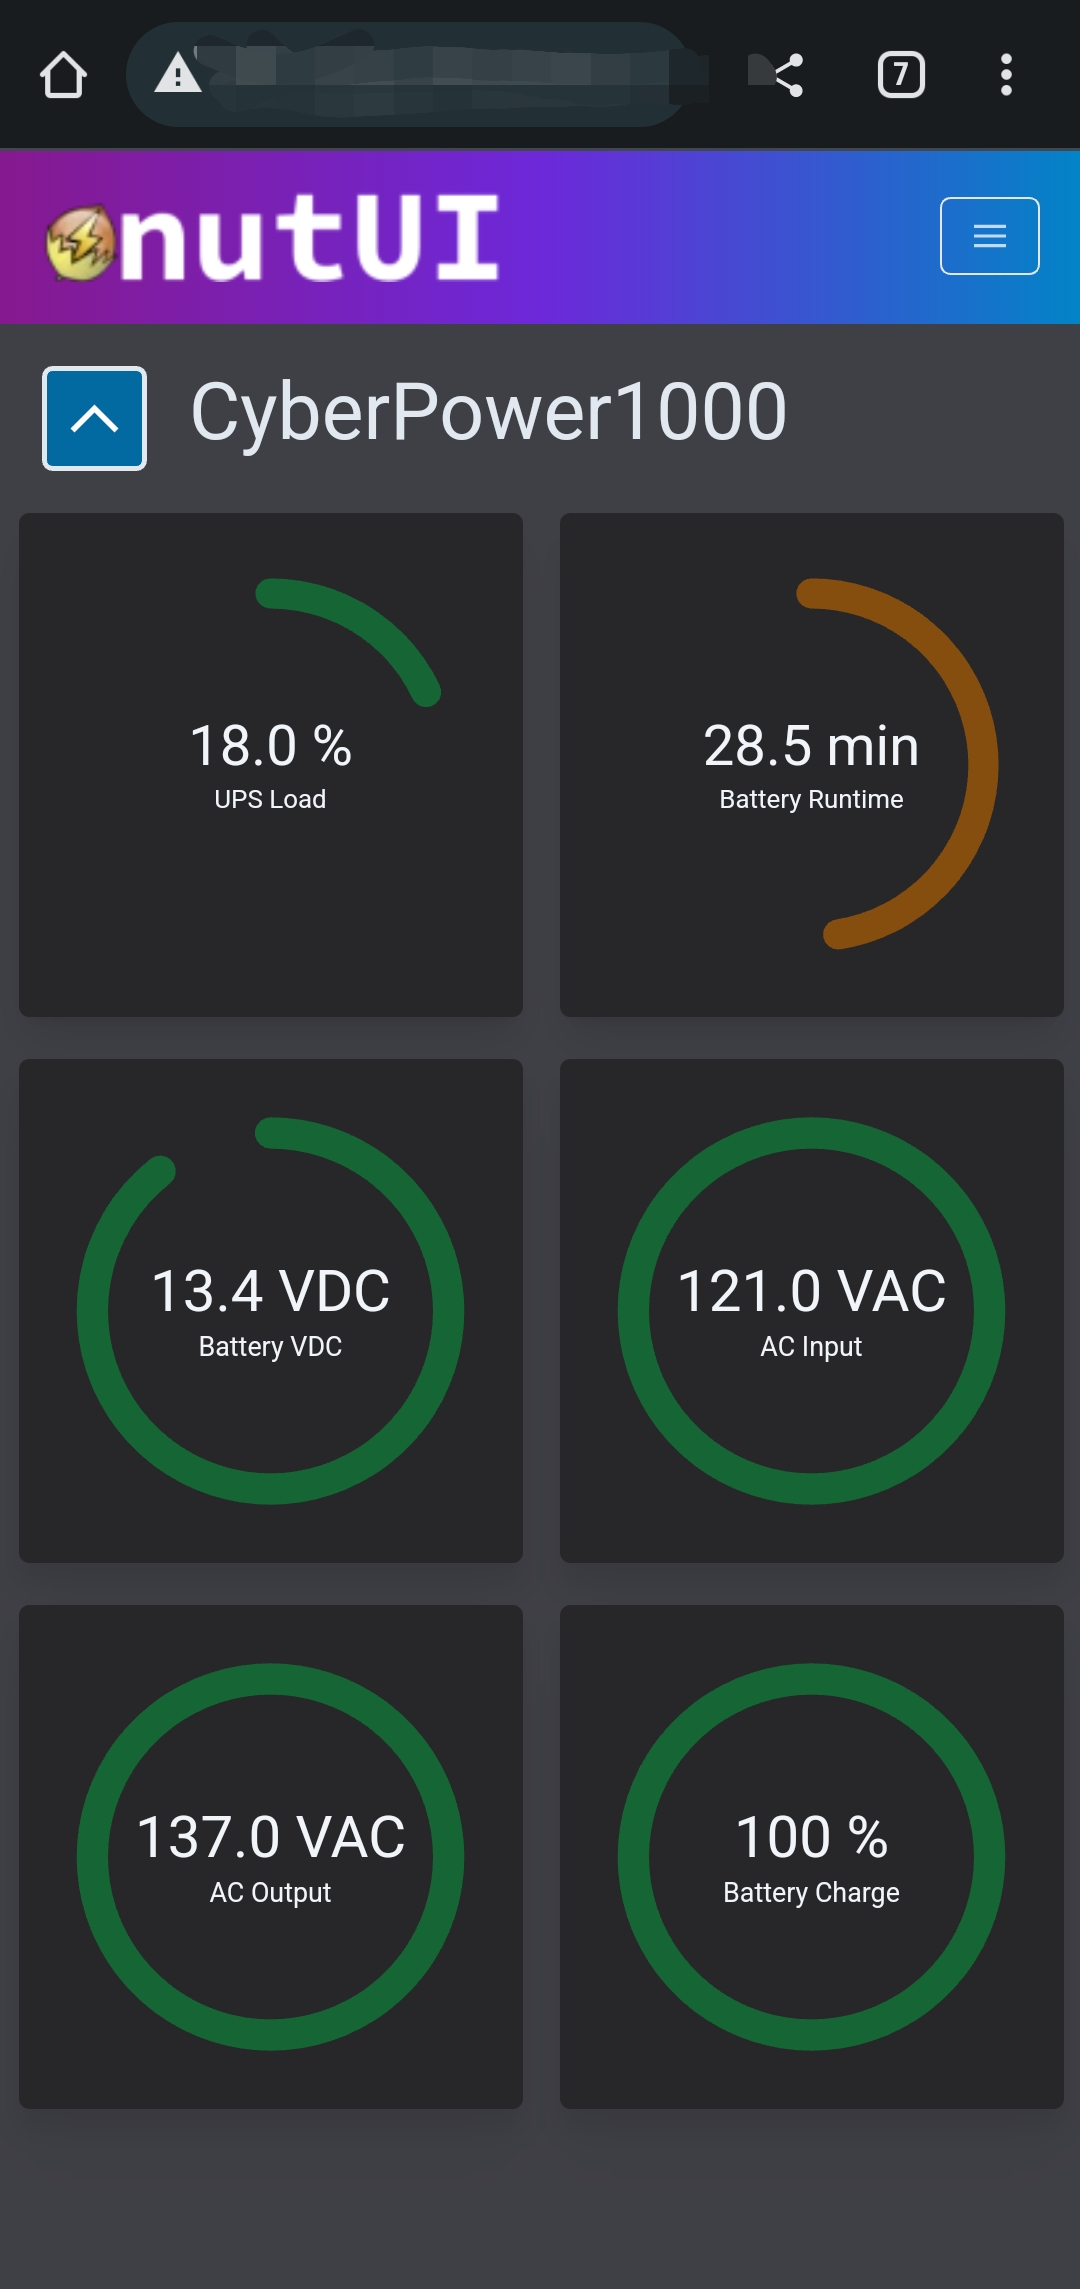 7
nutUI
CyberPower1000
18.0 %
UPS Load
28.5 min
Battery Runtime
13.4 VDC
Battery VDC
121.0 VAC
AC Input
137.0 VAC
AC Output
100 %
Battery Charge